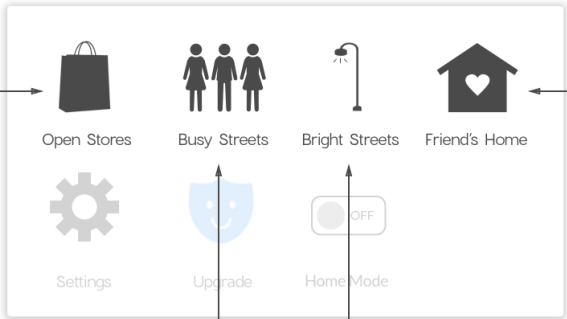 Open Stores
Busy Streets
Bright Streets
Friend's Home
OFF
Settings
Upgrade
Home Mode